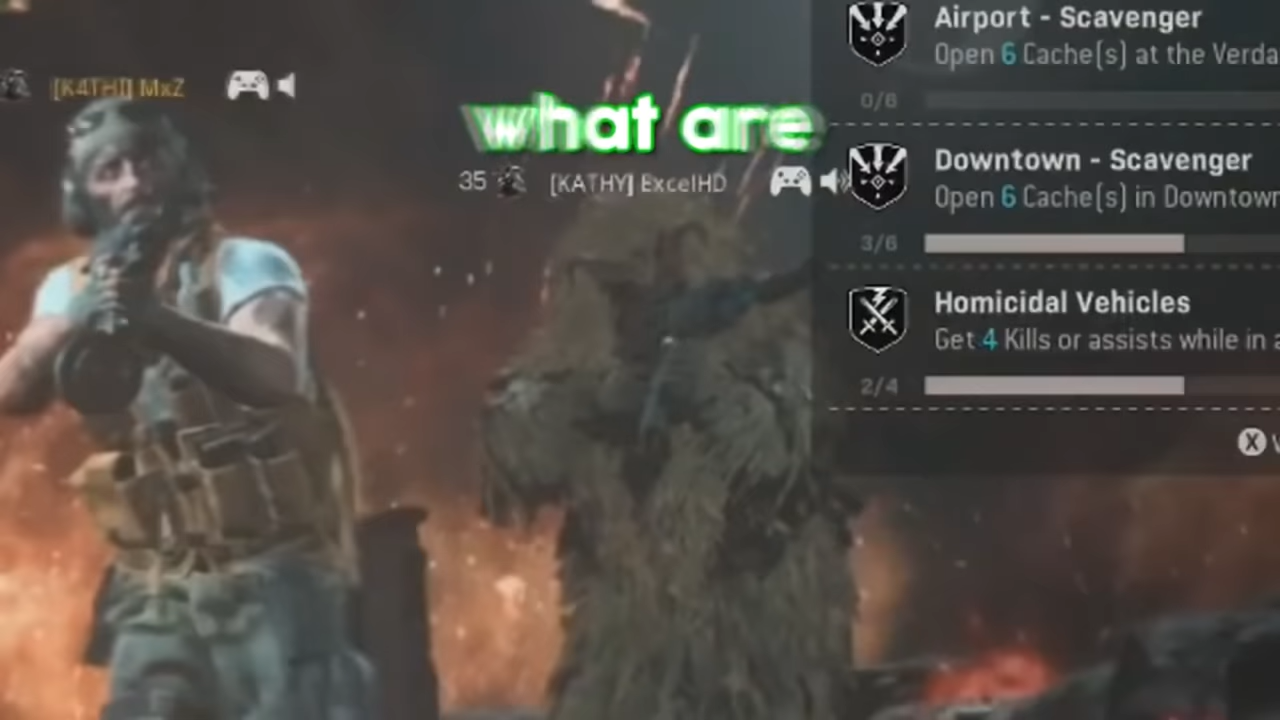 Airport - Scavenger
Open 6 Cache(s) at the Verda
0/6
[K4THI] MxZ
what are
Downtown - Scavenger
Open 6 Cache(s) in Downtown
35 [KATHY] ExcelHD
3/6
Homicidal Vehicles
Get 4 Kills or assists while in a
2/4
X